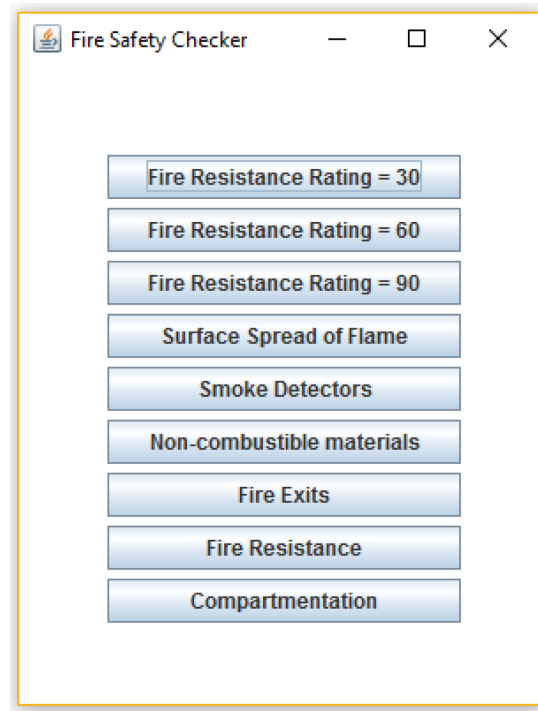 Fire Safety Checker
Fire Resistance Rating = 30
Fire Resistance Rating = 60
Fire Resistance Rating = 90
Surface Spread of Flame
Smoke Detectors
Non-combustible materials
Fire Exits
Fire Resistance
Compartmentation